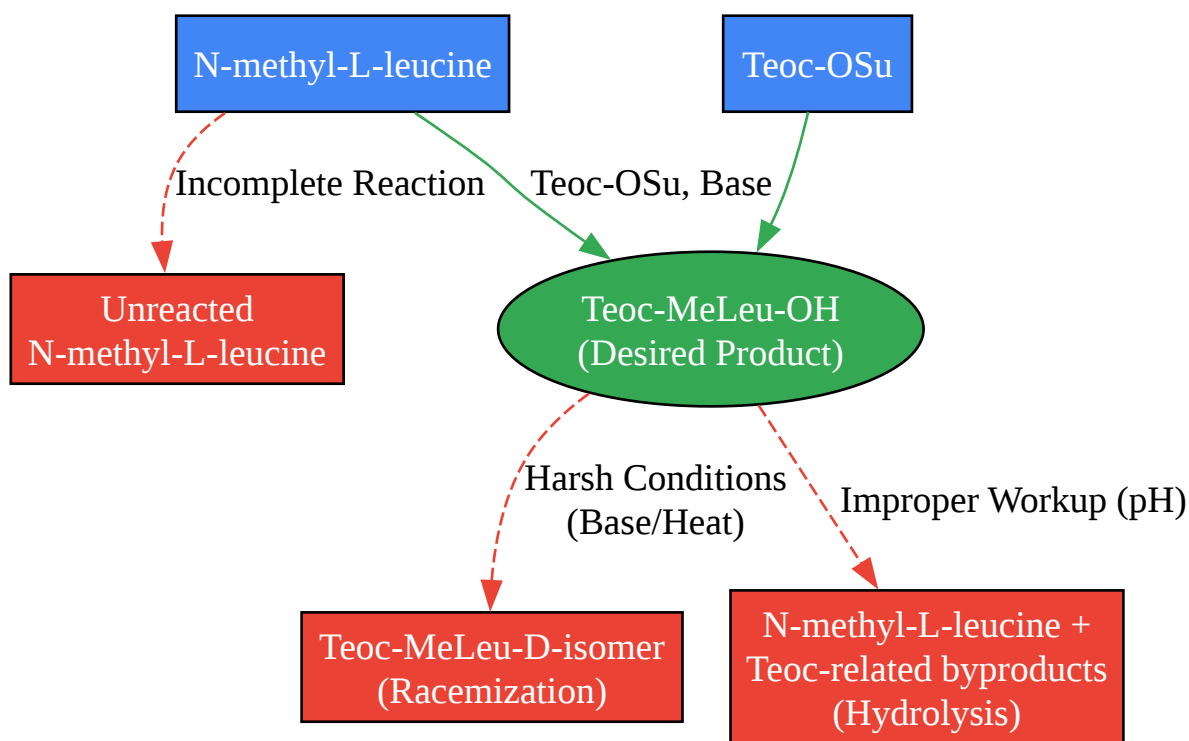 N-methyl-L-leucine
Teoc-OSu
Incomplete Reaction
Teoc-OSu, Base
Unreacted
N-methyl-L-leucine
Teoc-MeLeu-OH
(Desired Product)
Harsh Conditions
(Base/Heat)
Improper Workup (pH)
Teoc-MeLeu-D-isomer
(Racemization)
N-methyl-L-leucine +
Teoc-related byproducts
(Hydrolysis)